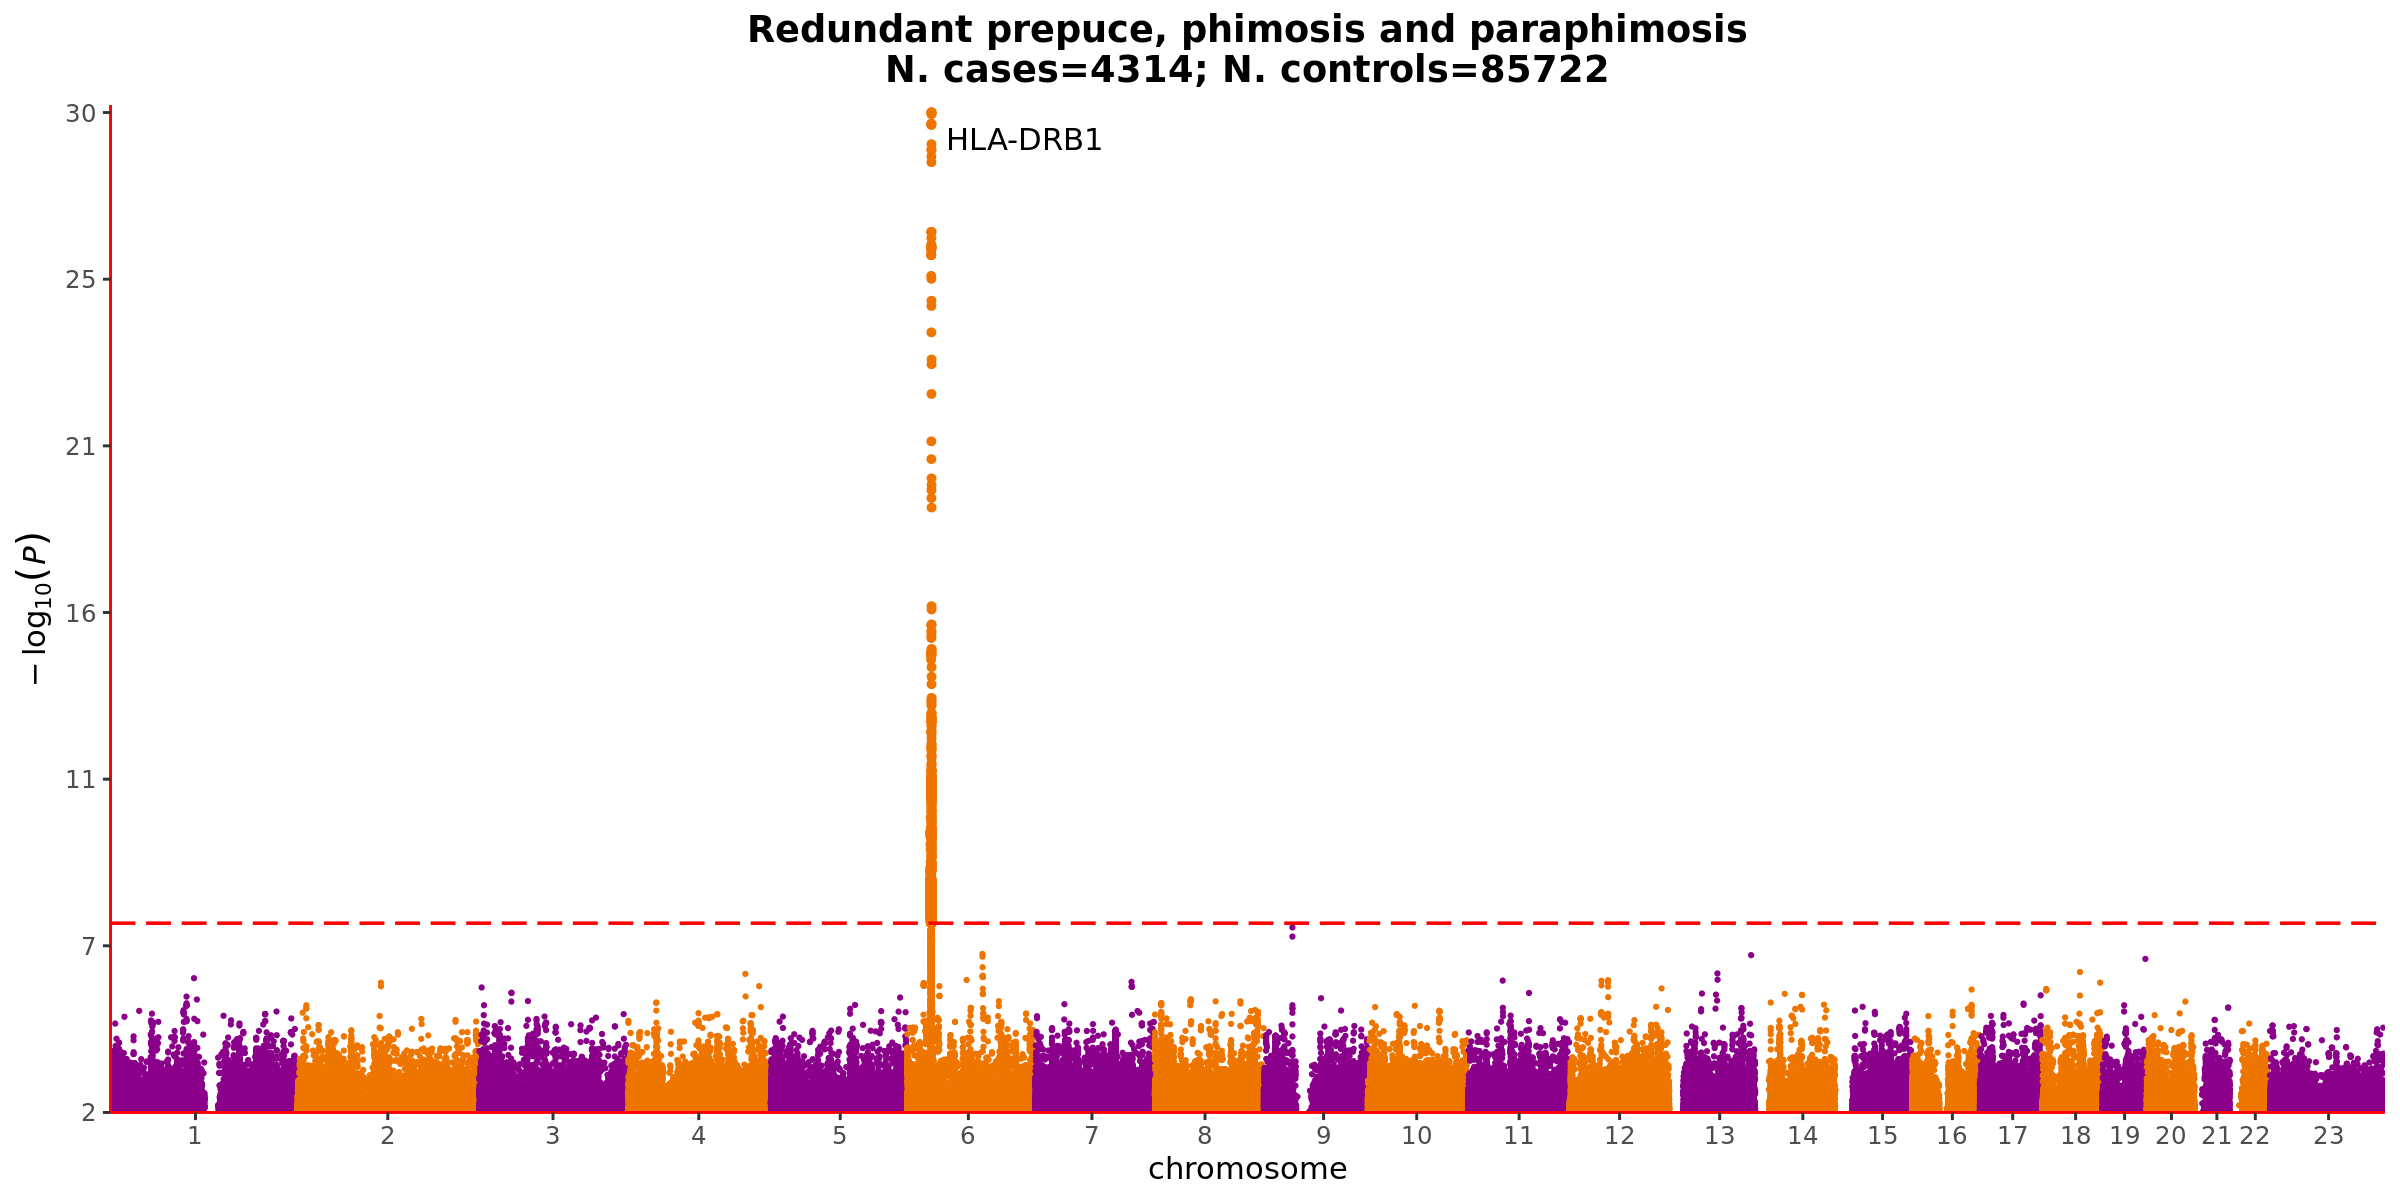 Redundant prepuce, phimosis and paraphimosis
N. cases=4314; N. controls=85722
30
HLA-DRB1
25
21
16
11
7
2
− log10(P)
1 2 3 4 5 6 7 8 9 10 11 12 13 14 15 16 17 18 19 20 21 22 23
chromosome